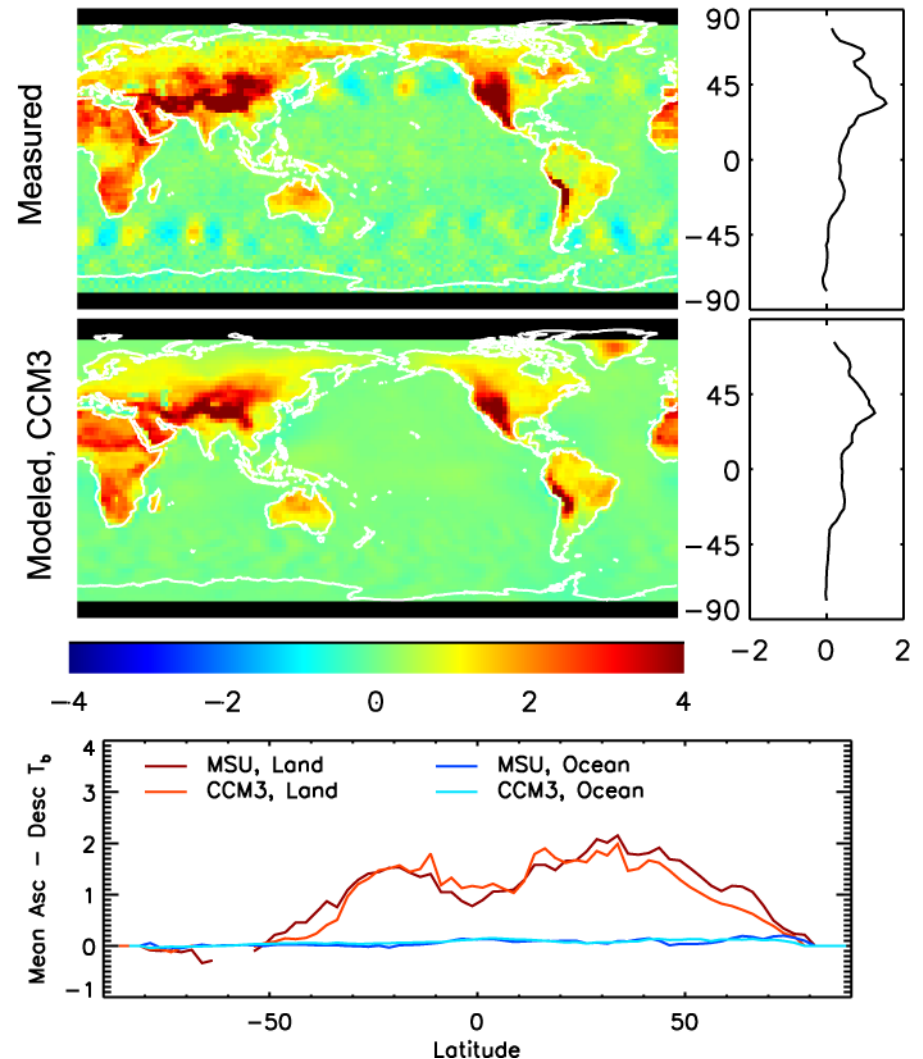 Measured
90
45
0
−45
−90
Modeled, CCM3
45
0
−45
−90
−2 0 2
−4 −2 0 2 4
Mean Asc − Desc T_b
4
3
2
1
0
−1
MSU, Land MSU, Ocean
CCM3, Land CCM3, Ocean
−50 0 50
Latitude